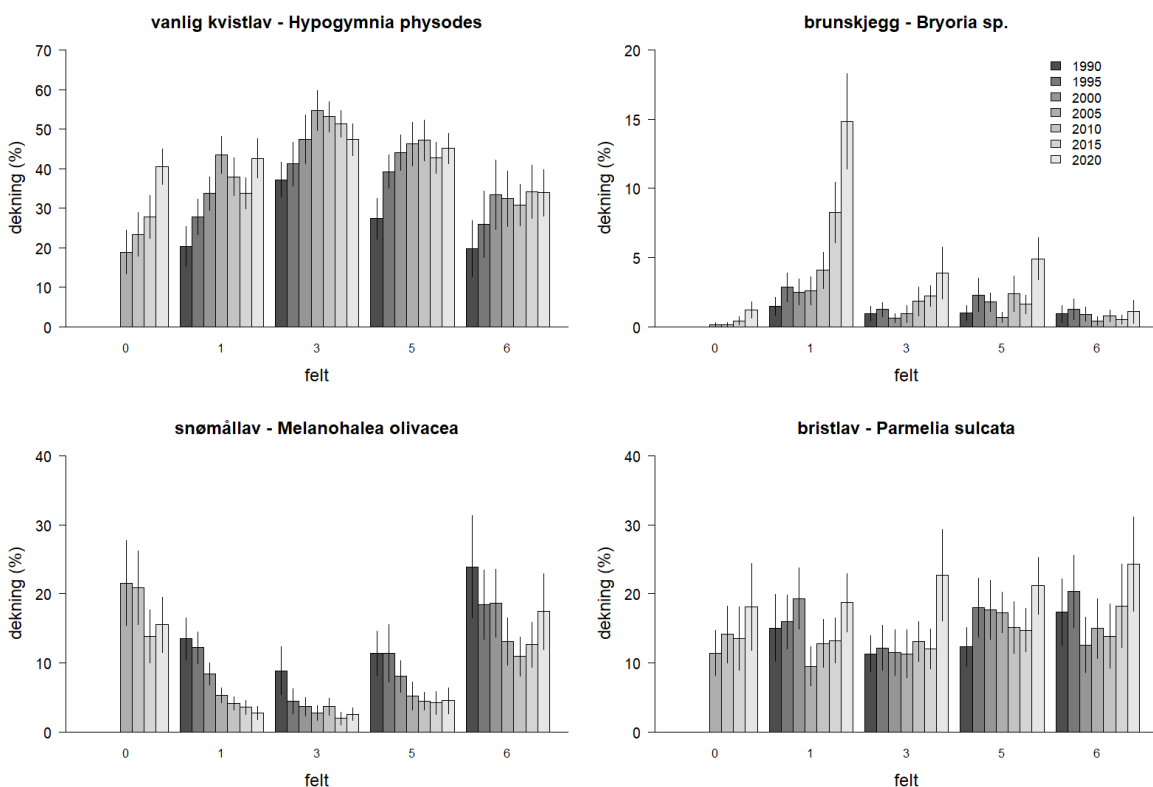 vanlig kvistlav - Hypogymnia physodes
70
60
50
40
30
20
10
0
dekning (%)
0 1 3 5 6
felt
brunskjegg - Bryoria sp.
20
15
10
5
0
dekning (%)
1990
1995
2000
2005
2010
2015
2020
0 1 3 5 6
felt
snømållav - Melanohalea olivacea
40
30
20
10
0
dekning (%)
0 1 3 5 6
felt
bristlav - Parmelia sulcata
40
30
20
10
0
dekning (%)
0 1 3 5 6
felt